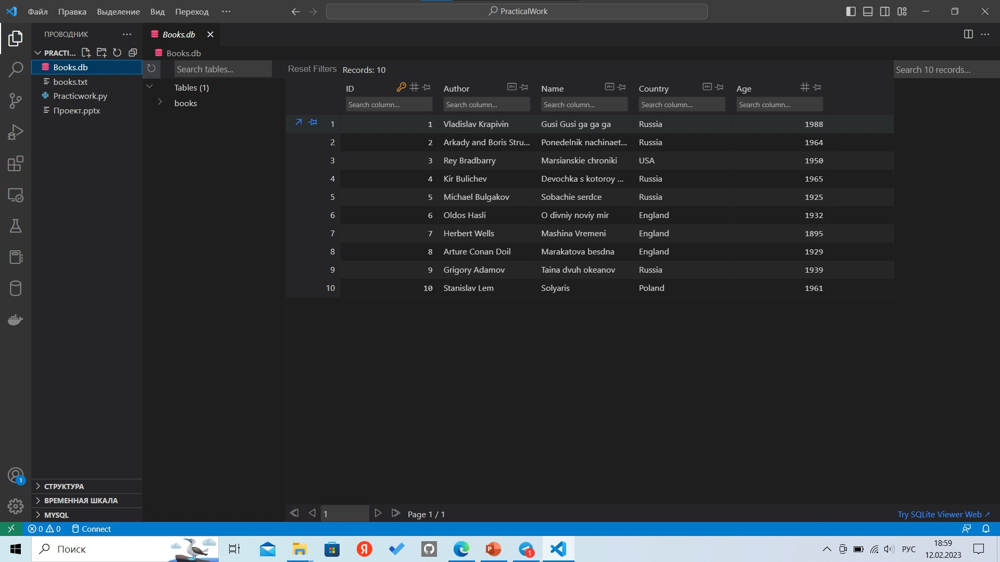 Файл Правка Выделение Вид Переход ···
PracticalWork
ПРОВОДНИК
Books.db
PRACTI...
Books.db
Books.db
books.txt
Practicwork.py
Проект.pptx
Search tables...
Tables (1)
books
Reset Filters Records: 10
Search 10 records...
ID Author Name Country Age
Search column... Search column... Search column... Search column... Search column...
1 1 Vladislav Krapivin Gusi Gusi ga ga ga Russia 1988
2 2 Arkady and Boris Stru... Ponedelnik nachinaet... Russia 1964
3 3 Rey Bradbarry Marsianskie chroniki USA 1950
4 4 Kir Bulichev Devochka s kotoroy ... Russia 1965
5 5 Michael Bulgakov Sobachie serdce Russia 1925
6 6 Oldos Hasli O divniy noviy mir England 1932
7 7 Herbert Wells Mashina Vremeni England 1895
8 8 Arture Conan Doil Marakatova besdna England 1929
9 9 Grigory Adamov Taina dvuh okeanov Russia 1939
10 10 Stanislav Lem Solyaris Poland 1961
1
СТРУКТУРА
ВРЕМЕННАЯ ШКАЛА
MYSQL
1 Page 1 / 1
Try SQLite Viewer Web ↗
0 0 Connect
Поиск
Я
P
1
РУС
18:59
12.02.2023